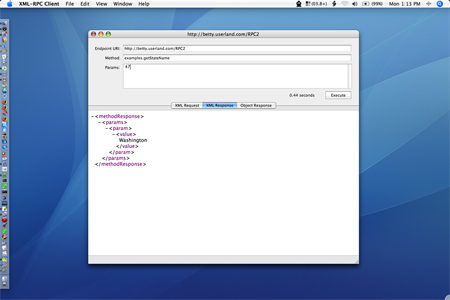 XML-RPC Client File Edit View Window Help (99%) Mon 1:13 PM
http://betty.userland.com/RPC2
Endpoint URI: http://betty.userland.com/RPC2
Method: examples.getStateName
Params: 47
0.44 seconds Execute
XML Request XML Response Object Response
– <methodResponse>
– <params>
– <param>
– <value>
Washington
</value>
</param>
</params>
</methodResponse>